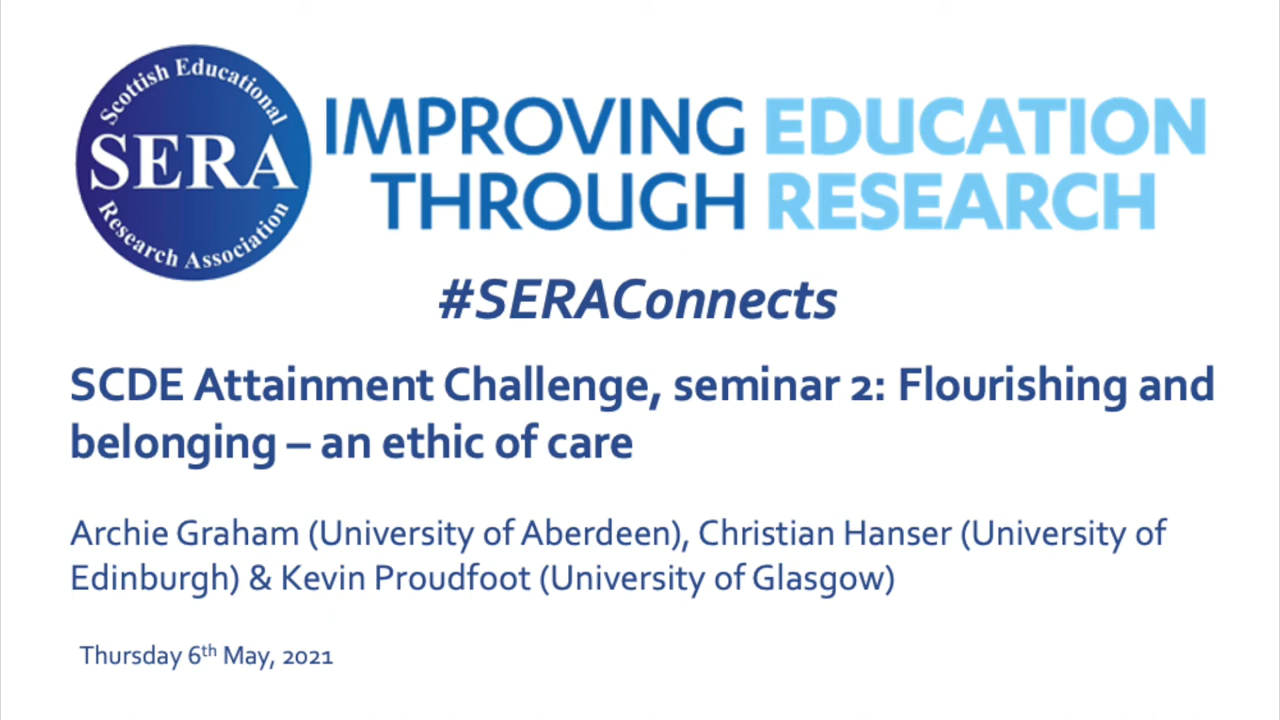 Scottish Educational
SERA
Research Association
IMPROVING EDUCATION
THROUGH RESEARCH
#SERAConnects
SCDE Attainment Challenge, seminar 2: Flourishing and
belonging – an ethic of care
Archie Graham (University of Aberdeen), Christian Hanser (University of
Edinburgh) & Kevin Proudfoot (University of Glasgow)
Thursday 6th May, 2021